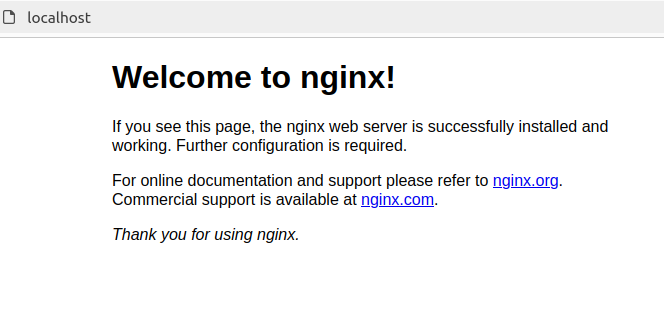 localhost
Welcome to nginx!
If you see this page, the nginx web server is successfully installed and
working. Further configuration is required.
For online documentation and support please refer to nginx.org.
Commercial support is available at nginx.com.
Thank you for using nginx.